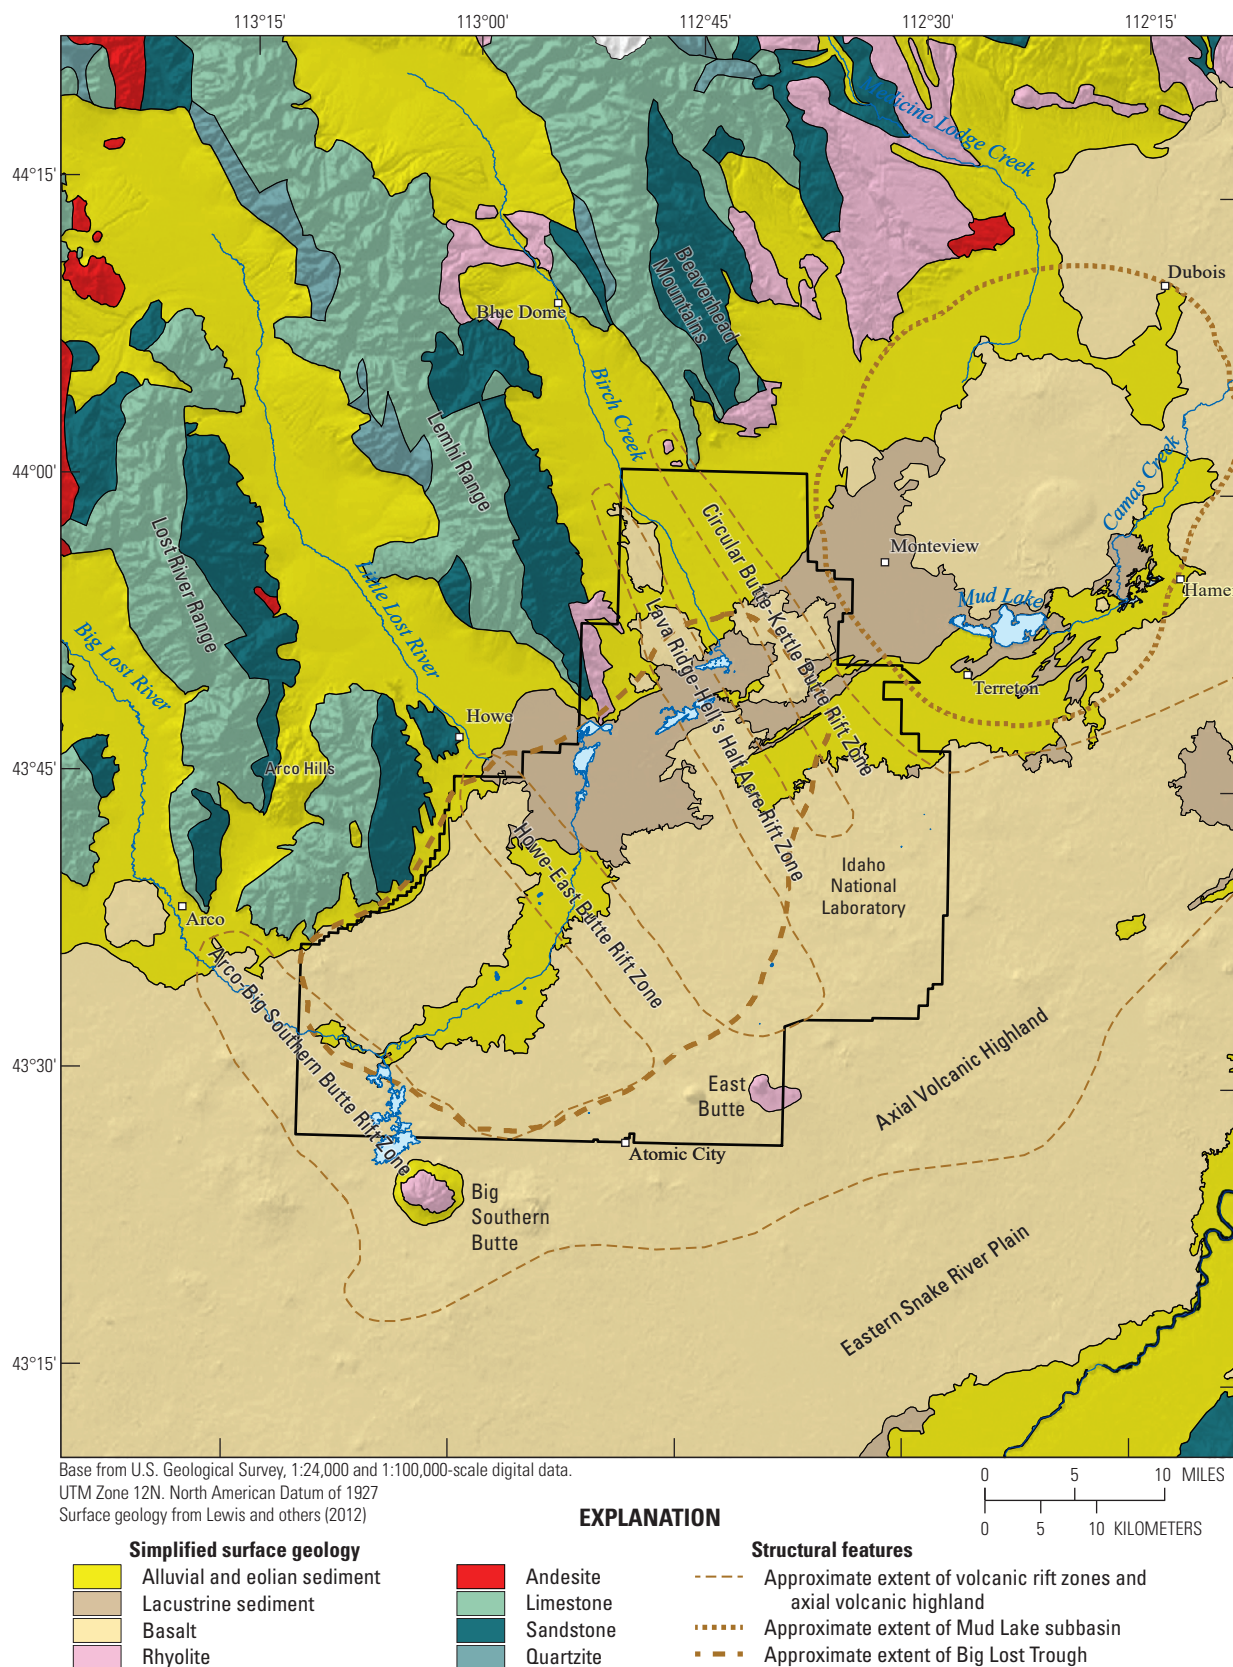 113°15'
113°00'
112°45'
112°30'
112°15'
44°15'
44°00'
43°45'
43°30'
43°15'
Medicine Lodge Creek
Dubois
Beaverhead
Mountains
Blue Dome
Birch Creek
Lemhi Range
Camas Creek
Lost River Range
Circular Butte-Kettle Butte Rift Zone
Monteview
Hamer
Little Lost River
Mud Lake
Lava Ridge-Hell's Half Acre Rift Zone
Big Lost River
Terreton
Howe
Arco Hills
Howe-East Butte Rift Zone
Idaho
National
Laboratory
Arco
Arco-Big Southern Butte Rift Zone
Axial Volcanic Highland
East
Butte
Atomic City
Big
Southern
Butte
Eastern Snake River Plain
Base from U.S. Geological Survey, 1:24,000 and 1:100,000-scale digital data.
UTM Zone 12N. North American Datum of 1927
Surface geology from Lewis and others (2012)
0 5 10 MILES
0 5 10 KILOMETERS
EXPLANATION
Simplified surface geology
Alluvial and eolian sediment
Lacustrine sediment
Basalt
Rhyolite
Andesite
Limestone
Sandstone
Quartzite
Structural features
Approximate extent of volcanic rift zones and
axial volcanic highland
Approximate extent of Mud Lake subbasin
Approximate extent of Big Lost Trough